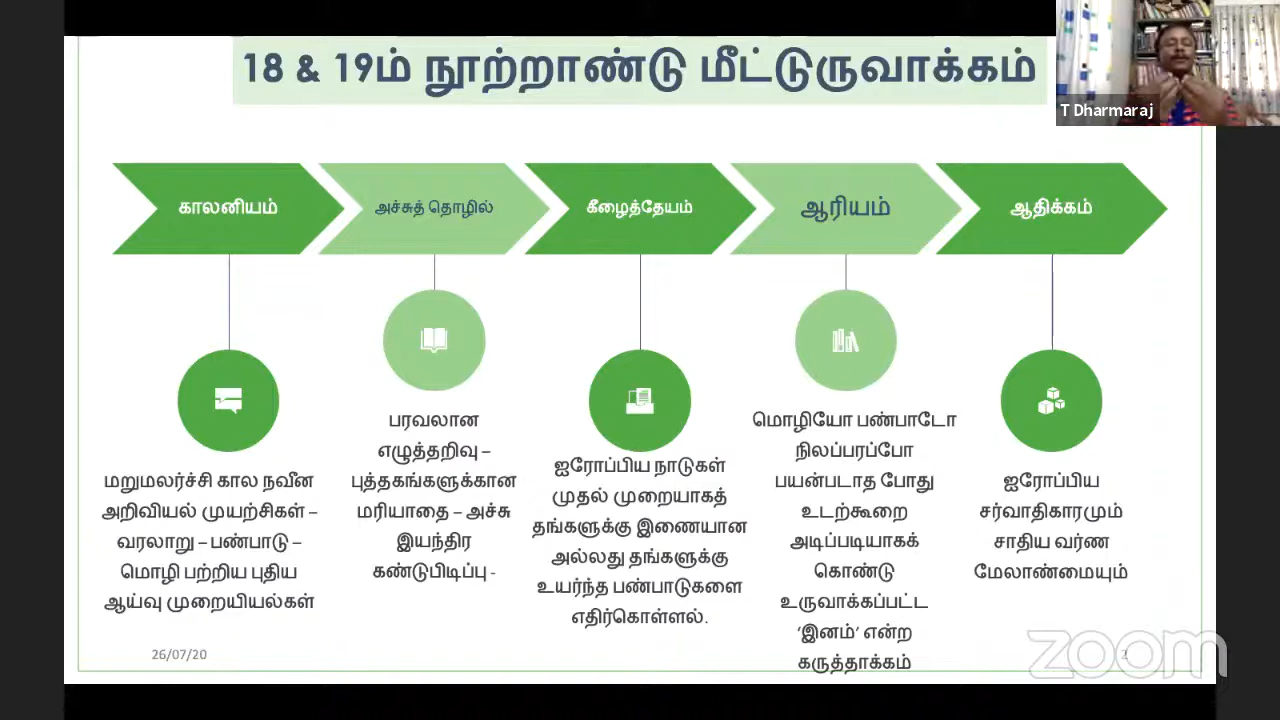 18 & 19ம் நூற்றாண்டு மீட்டுருவாக்கம்
T Dharmaraj
காலனியம்
அச்சுத் தொழில்
கீழைத்தேயம்
ஆரியம்
ஆதிக்கம்
மறுமலர்ச்சி கால நவீன
அறிவியல் முயற்சிகள் –
வரலாறு – பண்பாடு –
மொழி பற்றிய புதிய
ஆய்வு முறையியல்கள்
பரவலான
எழுத்தறிவு –
புத்தகங்களுக்கான
மரியாதை – அச்சு
இயந்திர
கண்டுபிடிப்பு -
ஐரோப்பிய நாடுகள்
முதல் முறையாகத்
தங்களுக்கு இணையான
அல்லது தங்களுக்கு
உயர்ந்த பண்பாடுகளை
எதிர்கொள்ளல்.
மொழியோ பண்பாடோ
நிலப்பரப்போ
பயன்படாத போது
உடற்கூறை
அடிப்படியாகக்
கொண்டு
உருவாக்கப்பட்ட
‘இனம்’ என்ற
கருத்தாக்கம்
ஐரோப்பிய
சர்வாதிகாரமும்
சாதிய வர்ண
மேலாண்மையும்
26/07/20
2
zoom